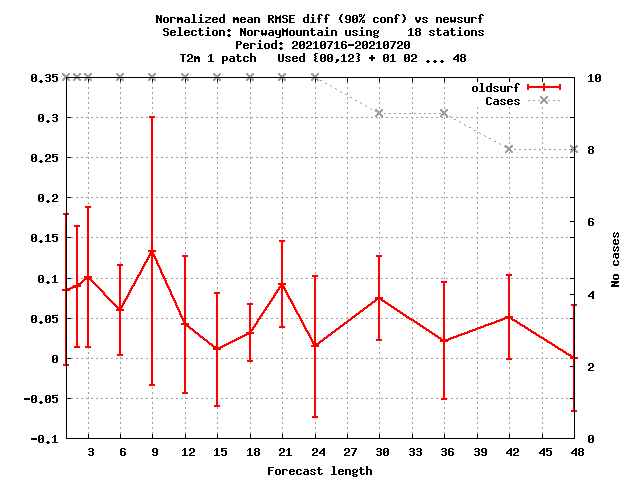 Normalized mean RMSE diff (90% conf) vs newsurf
Selection: NorwayMountain using    18 stations
Period: 20210716-20210720
T2m 1 patch   Used {00,12} + 01 02 ... 48
oldsurf
Cases
0.35
0.3
0.25
0.2
0.15
0.1
0.05
0
-0.05
-0.1
10
8
6
4
2
0
No cases
3 6 9 12 15 18 21 24 27 30 33 36 39 42 45 48
Forecast length